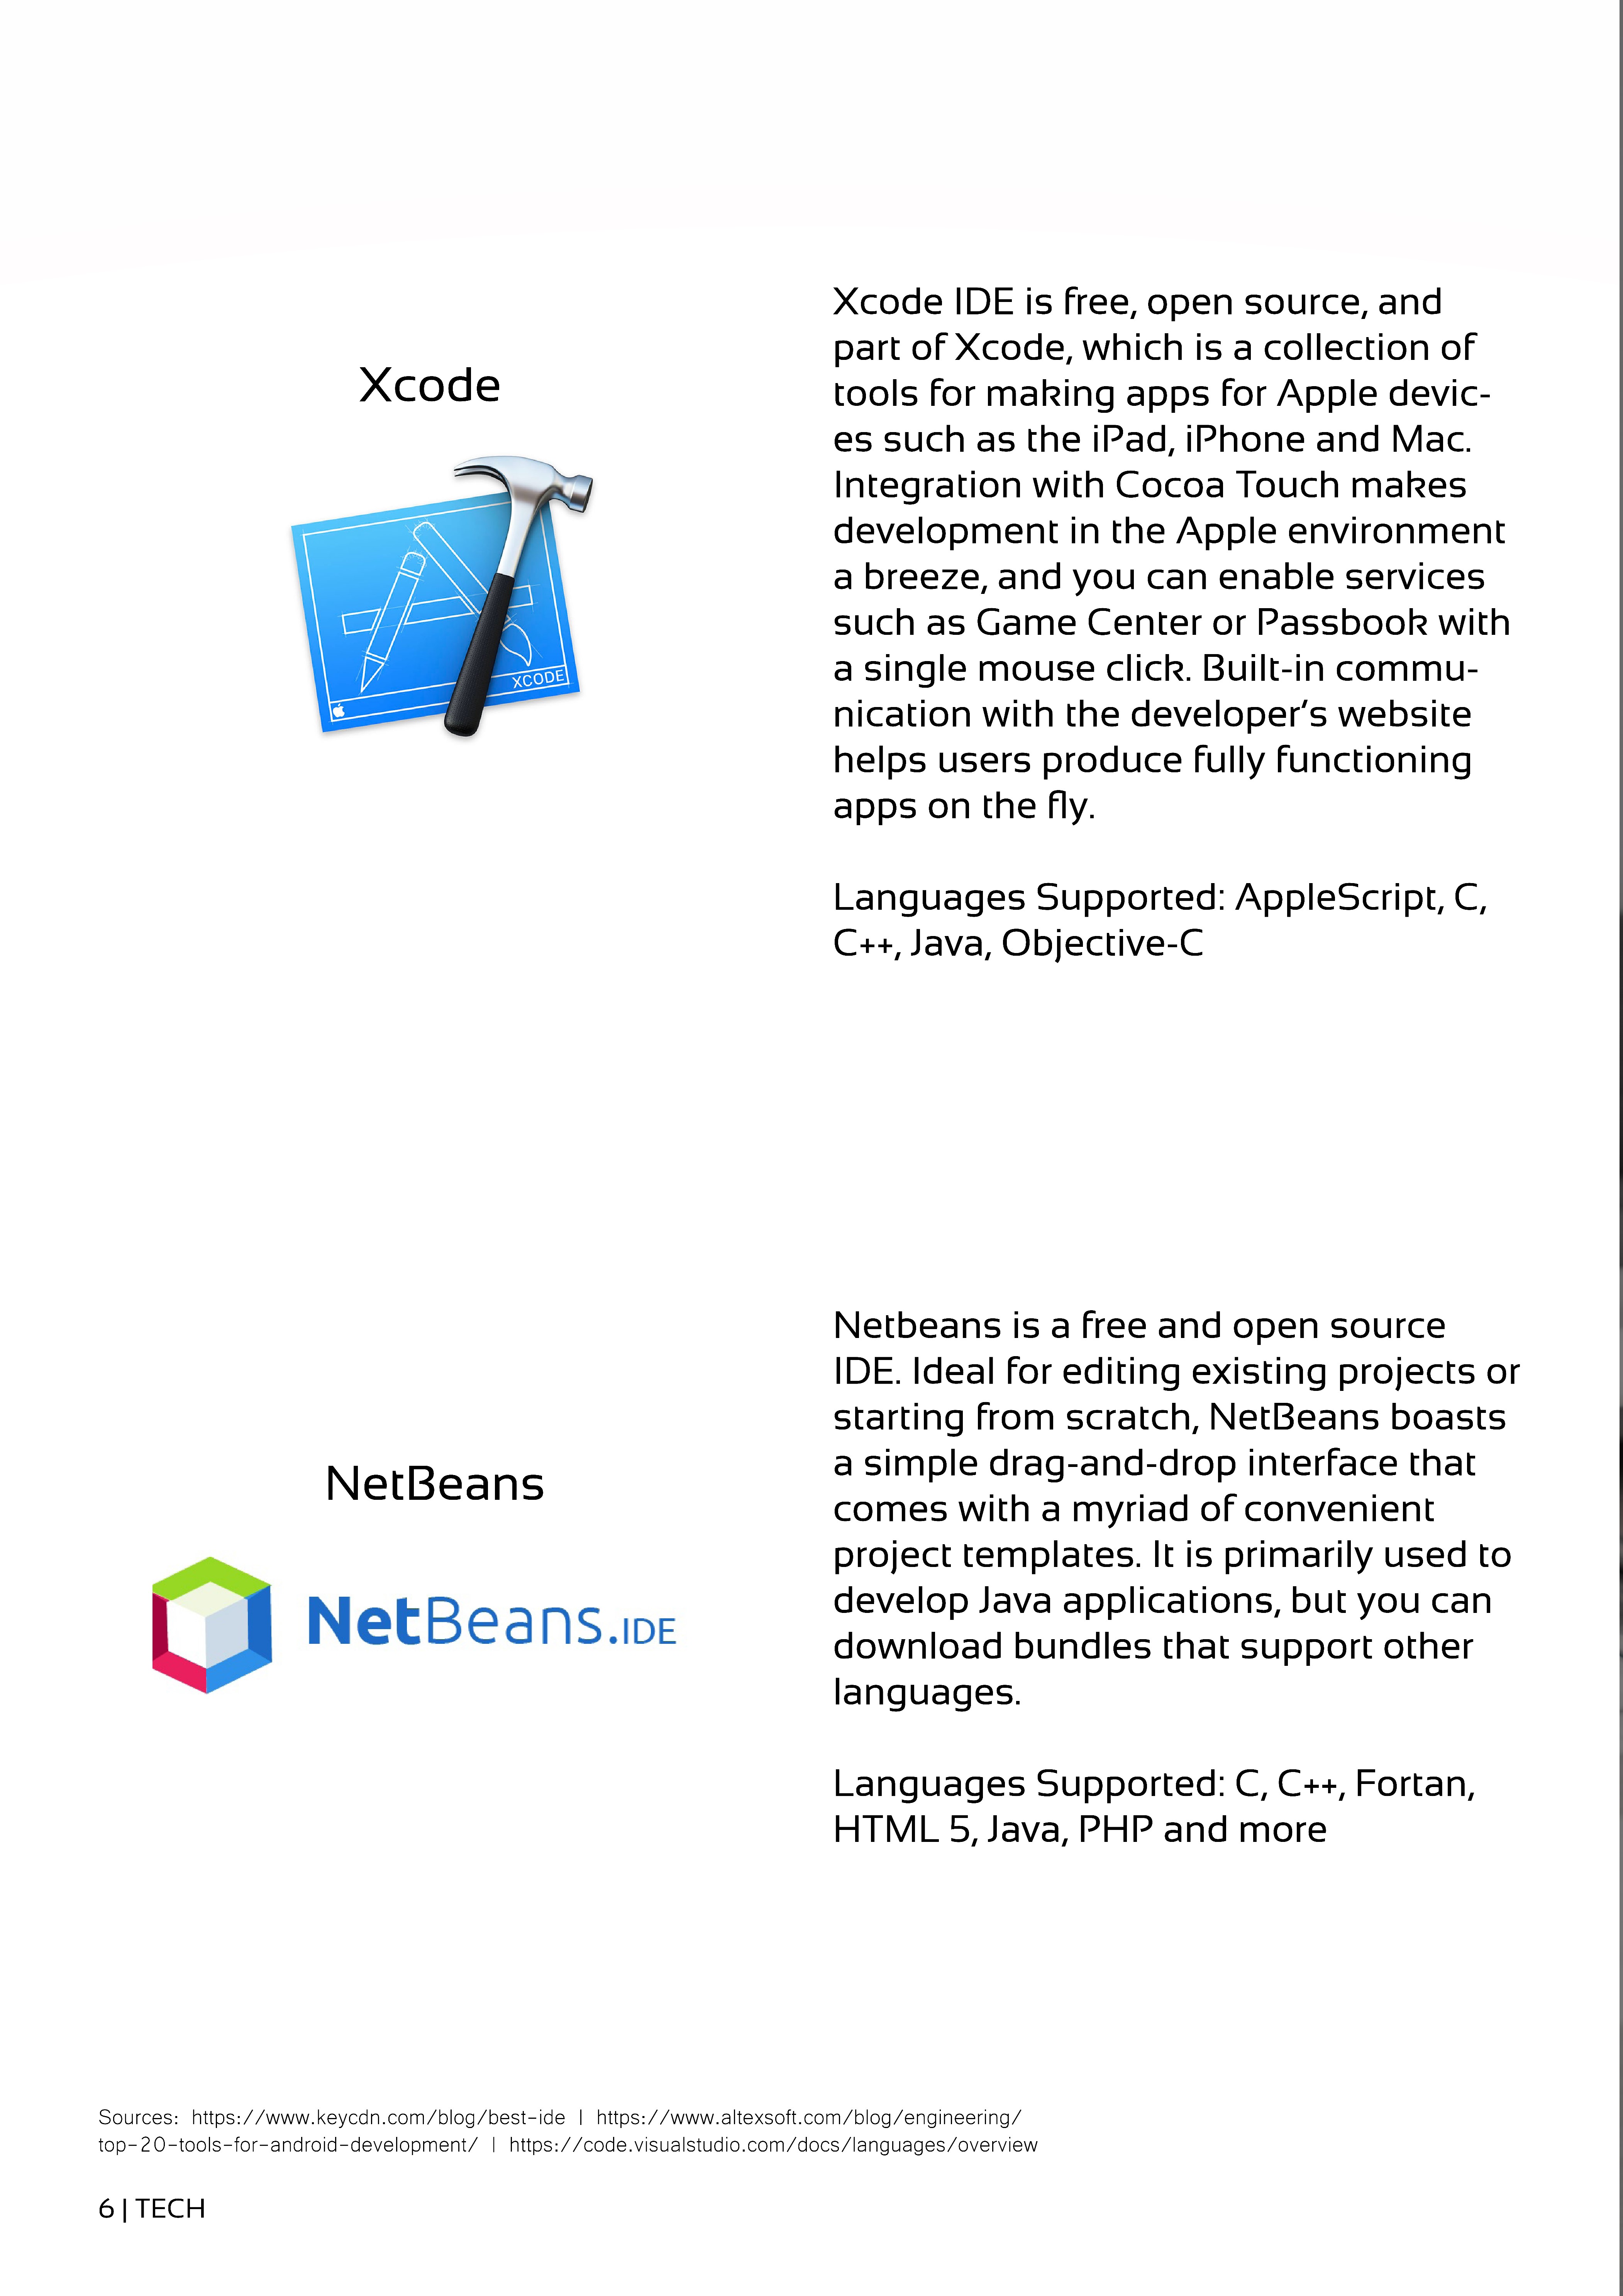 Xcode
XCODE
Xcode IDE is free, open source, and
part of Xcode, which is a collection of
tools for making apps for Apple devic-
es such as the iPad, iPhone and Mac.
Integration with Cocoa Touch makes
development in the Apple environment
a breeze, and you can enable services
such as Game Center or Passbook with
a single mouse click. Built-in commu-
nication with the developer’s website
helps users produce fully functioning
apps on the fly.
Languages Supported: AppleScript, C,
C++, Java, Objective-C
NetBeans
NetBeans.IDE
Netbeans is a free and open source
IDE. Ideal for editing existing projects or
starting from scratch, NetBeans boasts
a simple drag-and-drop interface that
comes with a myriad of convenient
project templates. It is primarily used to
develop Java applications, but you can
download bundles that support other
languages.
Languages Supported: C, C++, Fortan,
HTML 5, Java, PHP and more
Sources: https://www.keycdn.com/blog/best-ide | https://www.altexsoft.com/blog/engineering/
top-20-tools-for-android-development/ | https://code.visualstudio.com/docs/languages/overview
6 | TECH